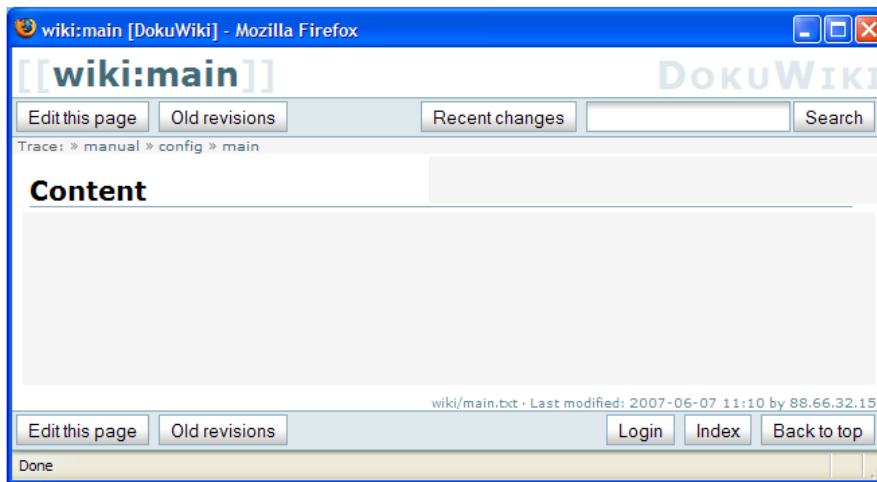 wiki:main [DokuWiki] - Mozilla Firefox
[[wiki:main]] DOKUWIKI
Edit this page Old revisions Recent changes Search
Trace: » manual » config » main
Content
wiki/main.txt · Last modified: 2007-06-07 11:10 by 88.66.32.15
Edit this page Old revisions Login Index Back to top
Done